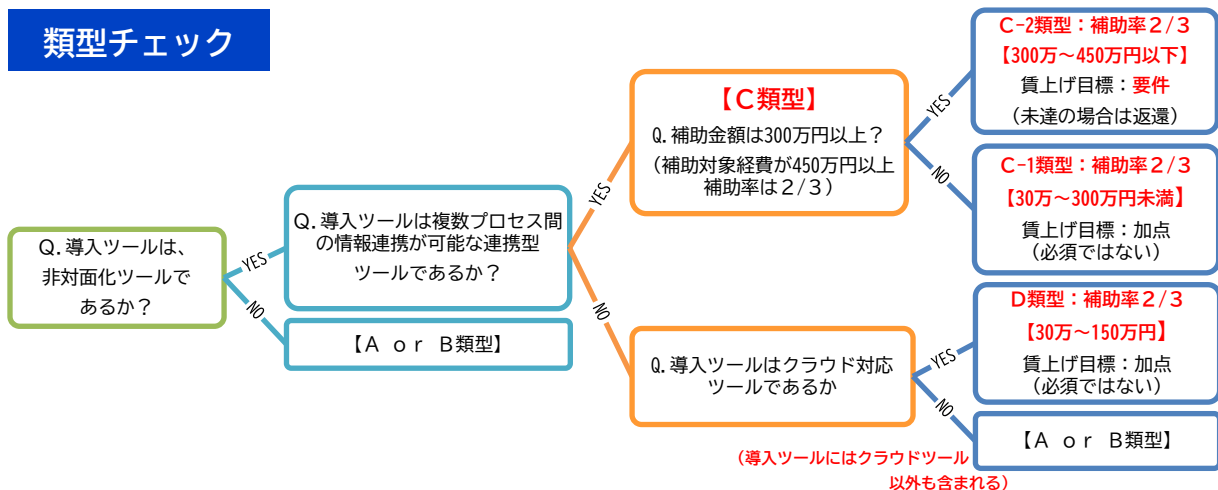 類型チェック
Q.導入ツールは、
非対面化ツールで
あるか？
YES
NO
Q.導入ツールは複数プロセス間
の情報連携が可能な連携型
ツールであるか？
【A or B類型】
YES
NO
【C類型】
Q.補助金額は300万円以上？
（補助対象経費が450万円以上
補助率は２/３）
YES
NO
C-2類型：補助率２/３
【300万～450万円以下】
賃上げ目標：要件
（未達の場合は返還）
C-1類型：補助率２/３
【30万～300万円未満】
賃上げ目標：加点
（必須ではない）
Q.導入ツールはクラウド対応
ツールであるか
YES
NO
D類型：補助率２/３
【30万～150万円】
賃上げ目標：加点
（必須ではない）
【A or B類型】
（導入ツールにはクラウドツール
以外も含まれる）